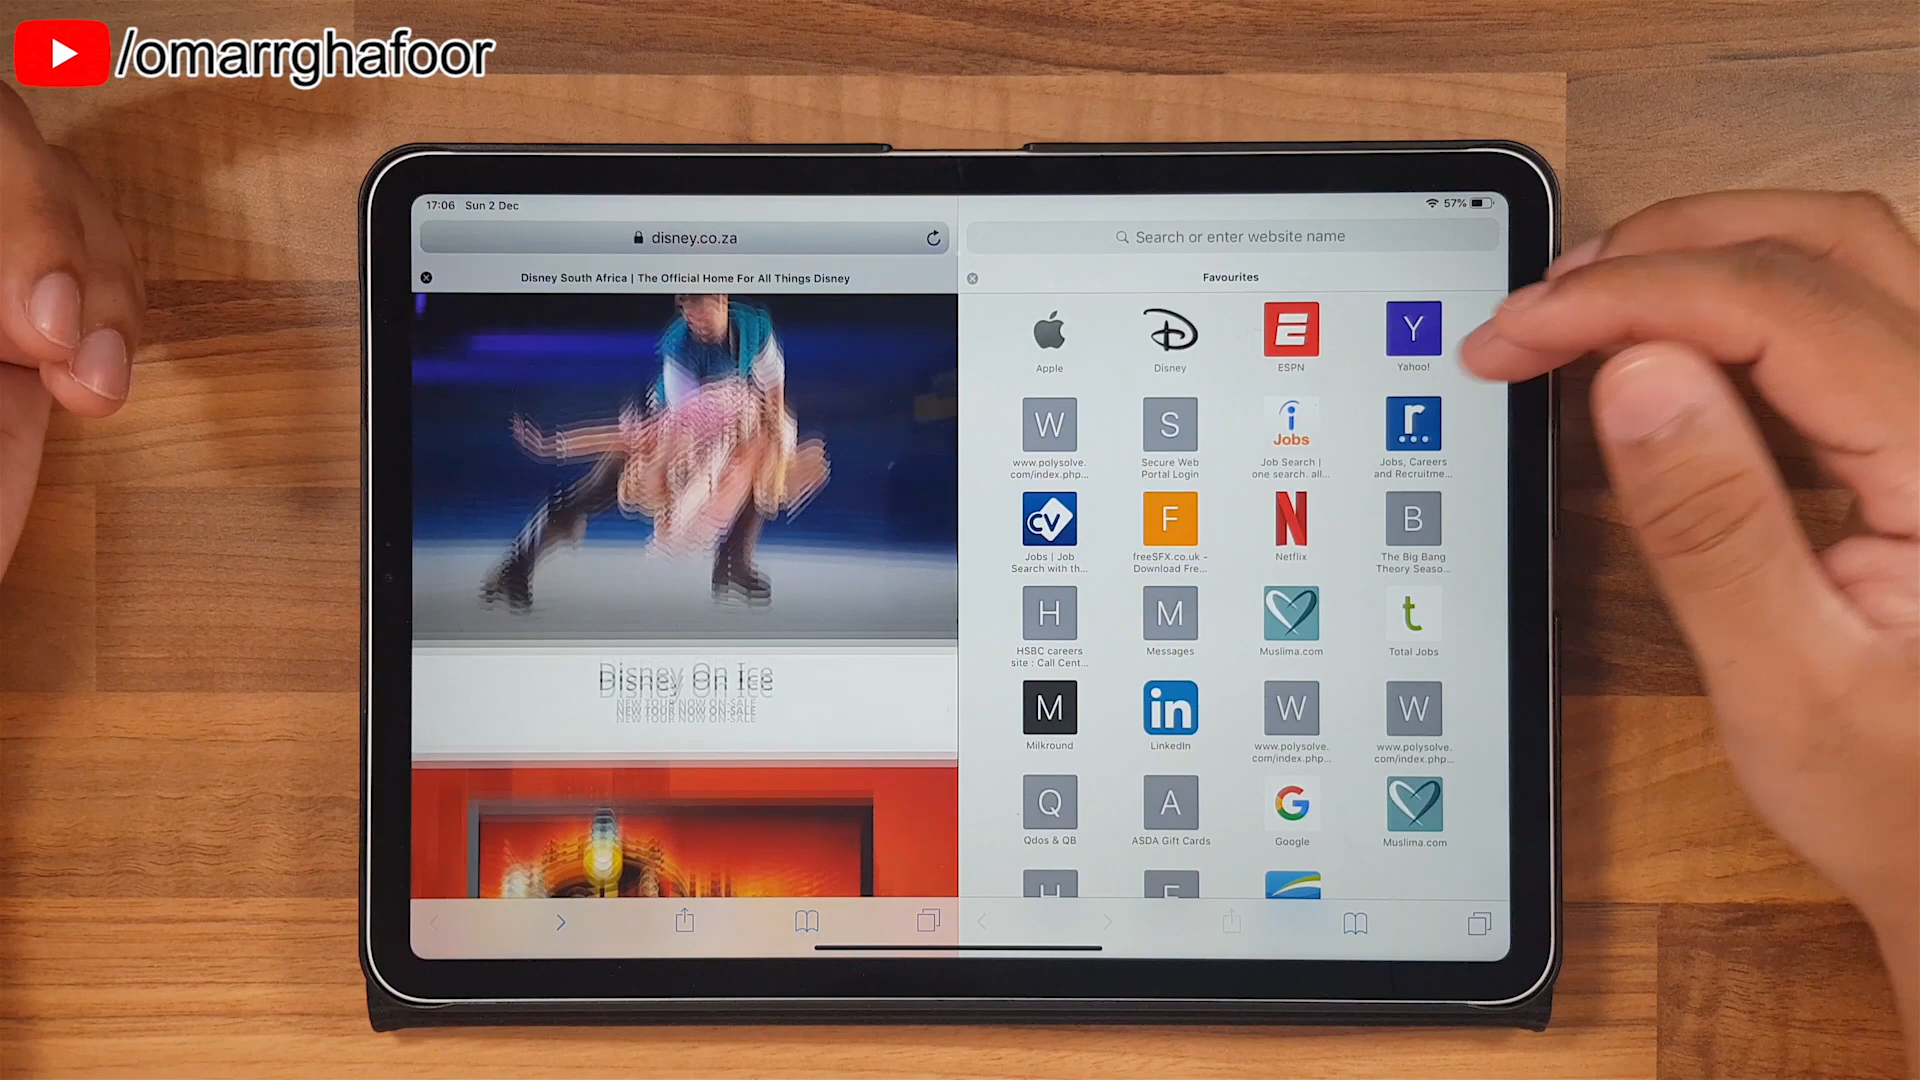 /omarrghafoor
17:06 Sun 2 Dec
57%
disney.co.za
Search or enter website name
Disney South Africa | The Official Home For All Things Disney
Favourites
Apple
Disney
E
ESPN
Y
Yahoo!
W
www.polysolve.
com/index.php...
S
Secure Web
Portal Login
i
Jobs
Job Search |
one search. all...
r...
Jobs, Careers
and Recruitme...
CV
Jobs | Job
Search with th...
F
freeSFX.co.uk -
Download Fre...
N
Netflix
B
The Big Bang
Theory Seaso...
H
HSBC careers
site : Call Cent...
M
Messages
Muslima.com
t
Total Jobs
M
Milkround
in
LinkedIn
W
www.polysolve.
com/index.php...
W
www.polysolve.
com/index.php...
Q
Qdos & QB
A
ASDA Gift Cards
G
Google
Muslima.com
Disney On Ice
NEW TOUR NOW ON-SALE